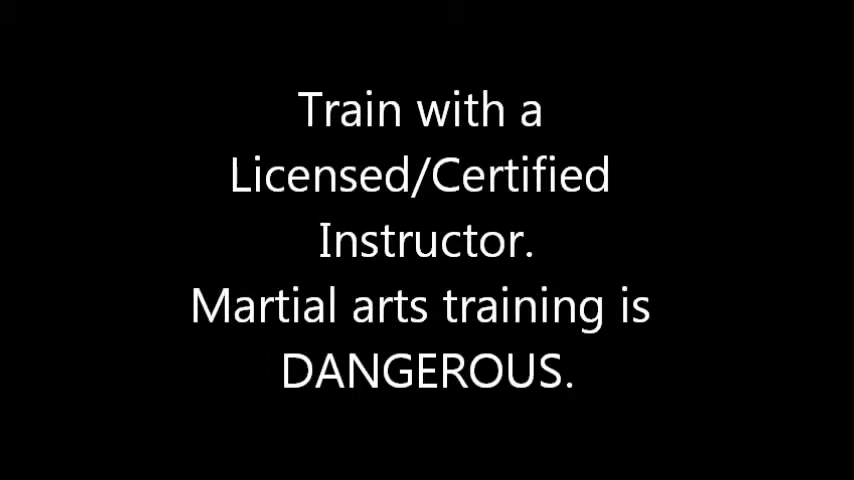 Train with a
Licensed/Certified
Instructor.
Martial arts training is
DANGEROUS.